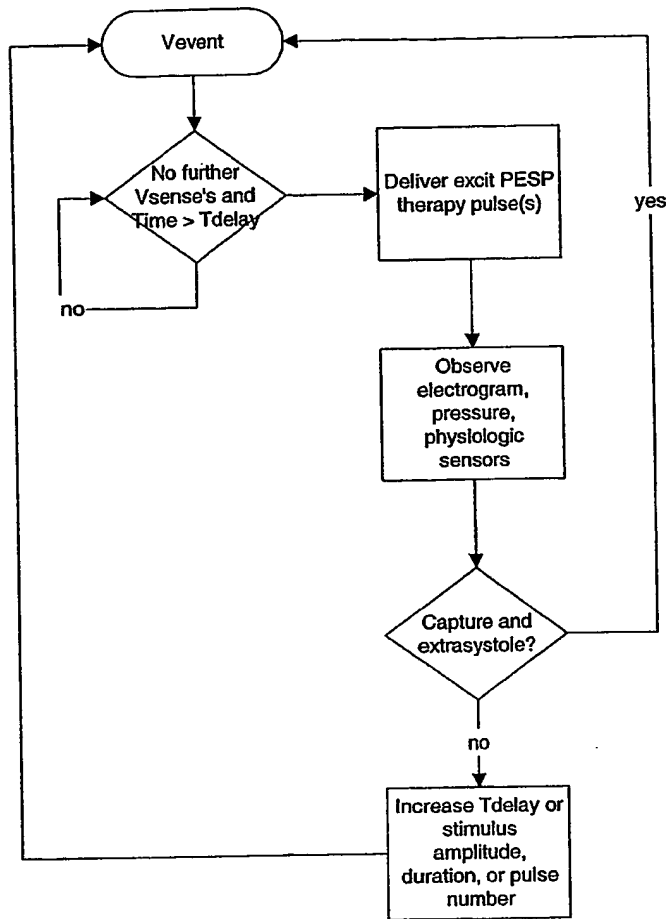 Vevent
No further
Vsense's and
Time > Tdelay
no
Deliver excit PESP
therapy pulse(s)
yes
Observe
electrogram,
pressure,
physiologic
sensors
Capture and
extrasystole?
no
Increase Tdelay or
stimulus
amplitude,
duration, or pulse
number